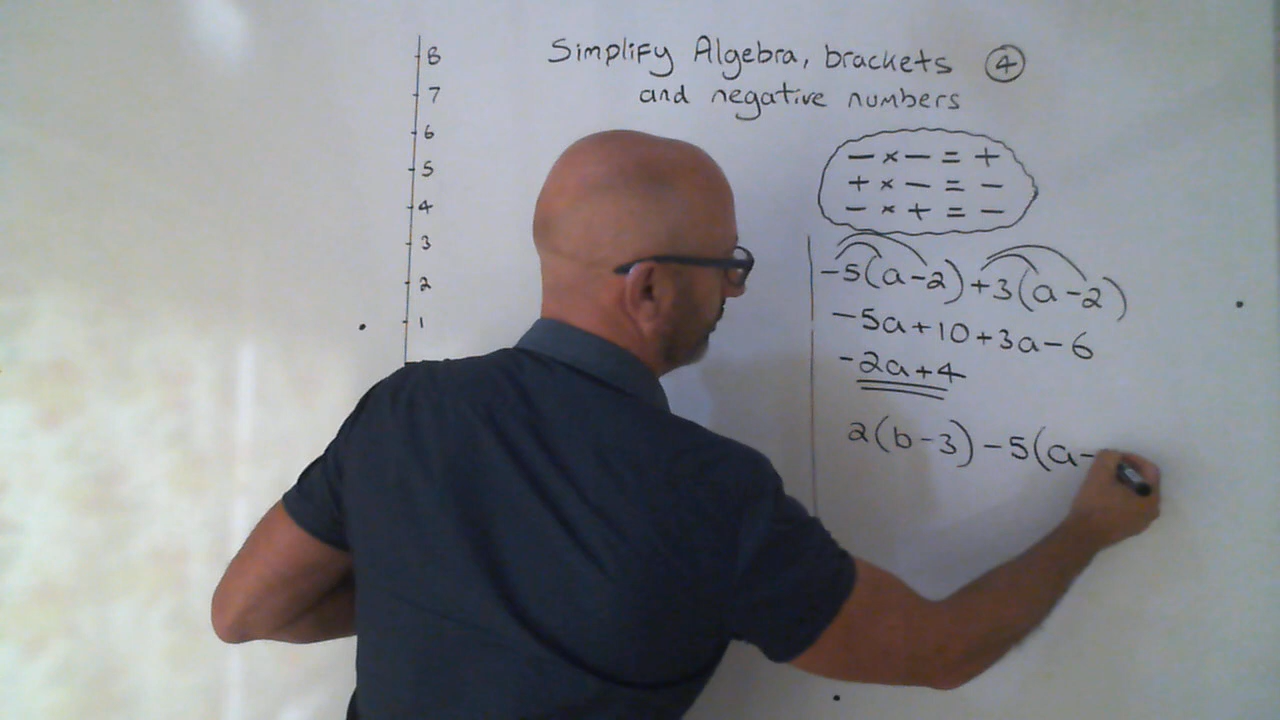 Simplify Algebra, brackets ④
and negative numbers
8
7
6
5
4
3
2
1
- × - = +
+ × - = -
- × + = -
-5(a-2)+3(a-2)
-5a+10+3a-6
-2a+4
2(b-3)-5(a-